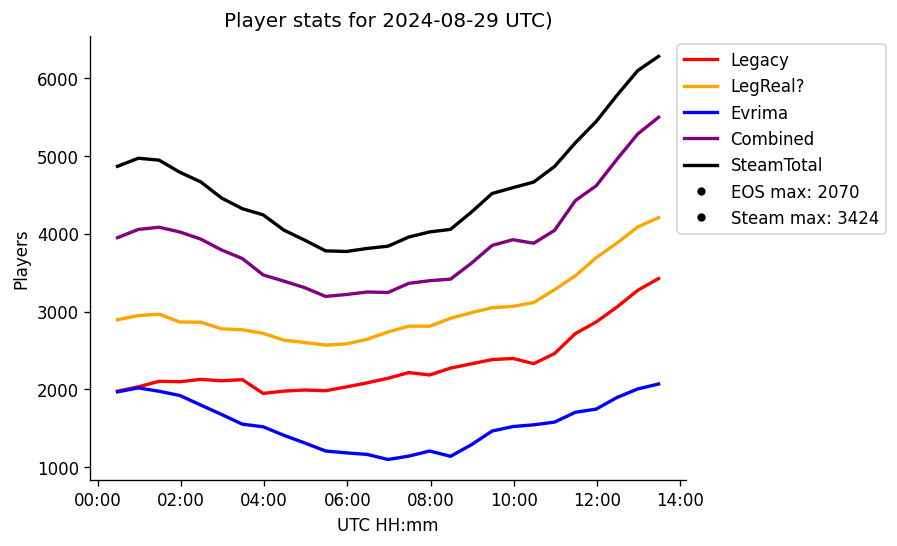 Player stats for 2024-08-29 UTC)
Players
6000
5000
4000
3000
2000
1000
00:00 02:00 04:00 06:00 08:00 10:00 12:00 14:00
UTC HH:mm
Legacy
LegReal?
Evrima
Combined
SteamTotal
EOS max: 2070
Steam max: 3424